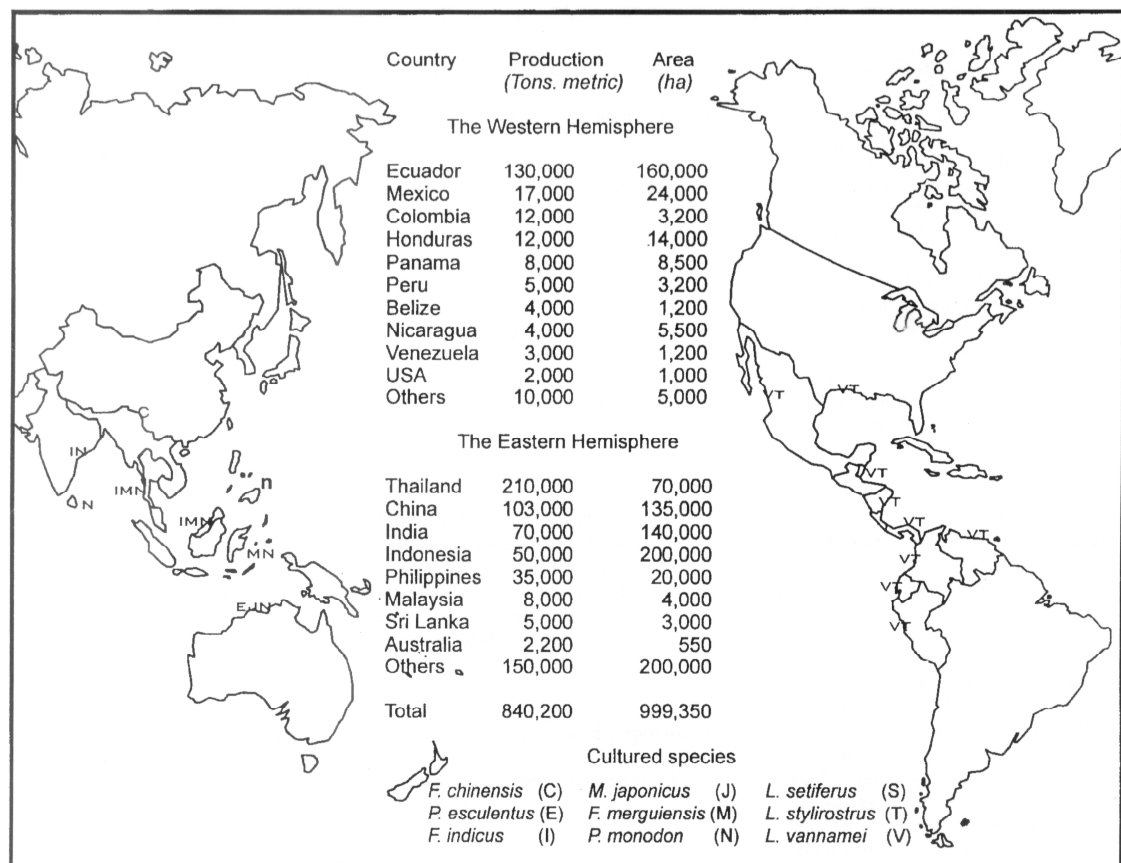 Country Production Area
(Tons. metric) (ha)
The Western Hemisphere
Ecuador 130,000 160,000
Mexico 17,000 24,000
Colombia 12,000 3,200
Honduras 12,000 14,000
Panama 8,000 8,500
Peru 5,000 3,200
Belize 4,000 1,200
Nicaragua 4,000 5,500
Venezuela 3,000 1,200
USA 2,000 1,000
Others 10,000 5,000
The Eastern Hemisphere
Thailand 210,000 70,000
China 103,000 135,000
India 70,000 140,000
Indonesia 50,000 200,000
Philippines 35,000 20,000
Malaysia 8,000 4,000
Sri Lanka 5,000 3,000
Australia 2,200 550
Others 150,000 200,000
Total 840,200 999,350
Cultured species
F. chinensis (C) M. japonicus (J) L. setiferus (S)
P. esculentus (E) F. merguiensis (M) L. stylirostrus (T)
F. indicus (I) P. monodon (N) L. vannamei (V)
C
IN
N
IMN
n
IMN
MN
EJN
VT
VT
VT
VT
VT
VT
VT
VT
VT